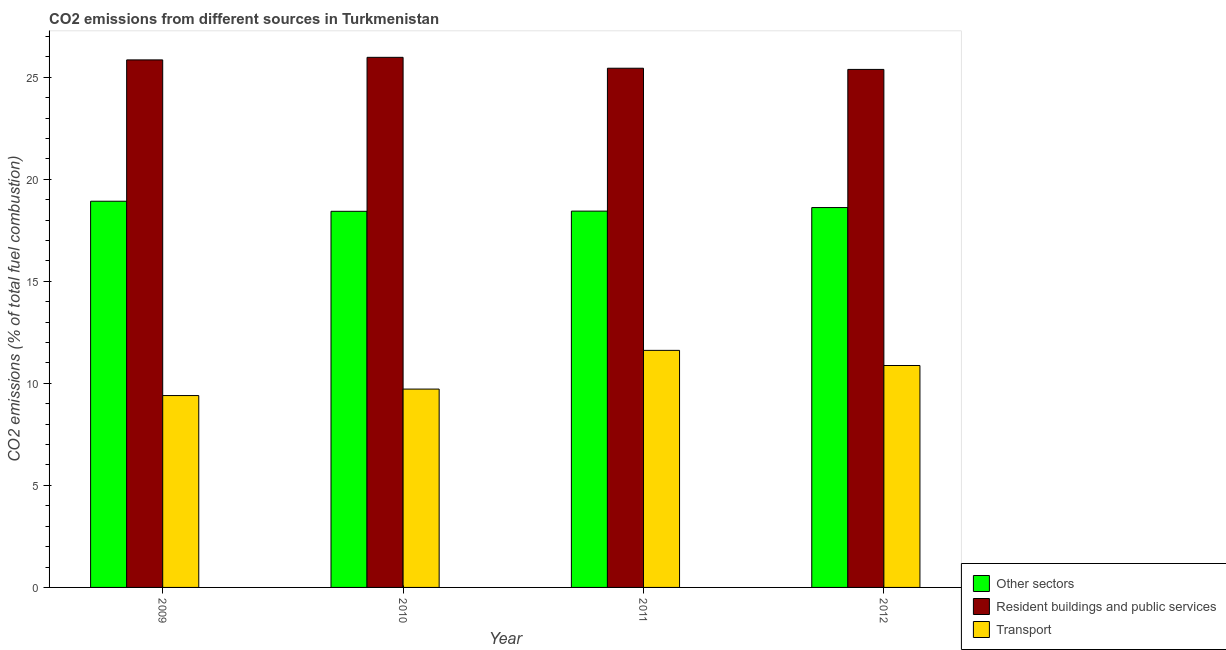 CO2 emissions from different sources in Turkmenistan
CO2 emissions (% of total fuel combustion)
25
20
15
10
5
0
2009
2010
2011
2012
Year
Other sectors
Resident buildings and public services
Transport